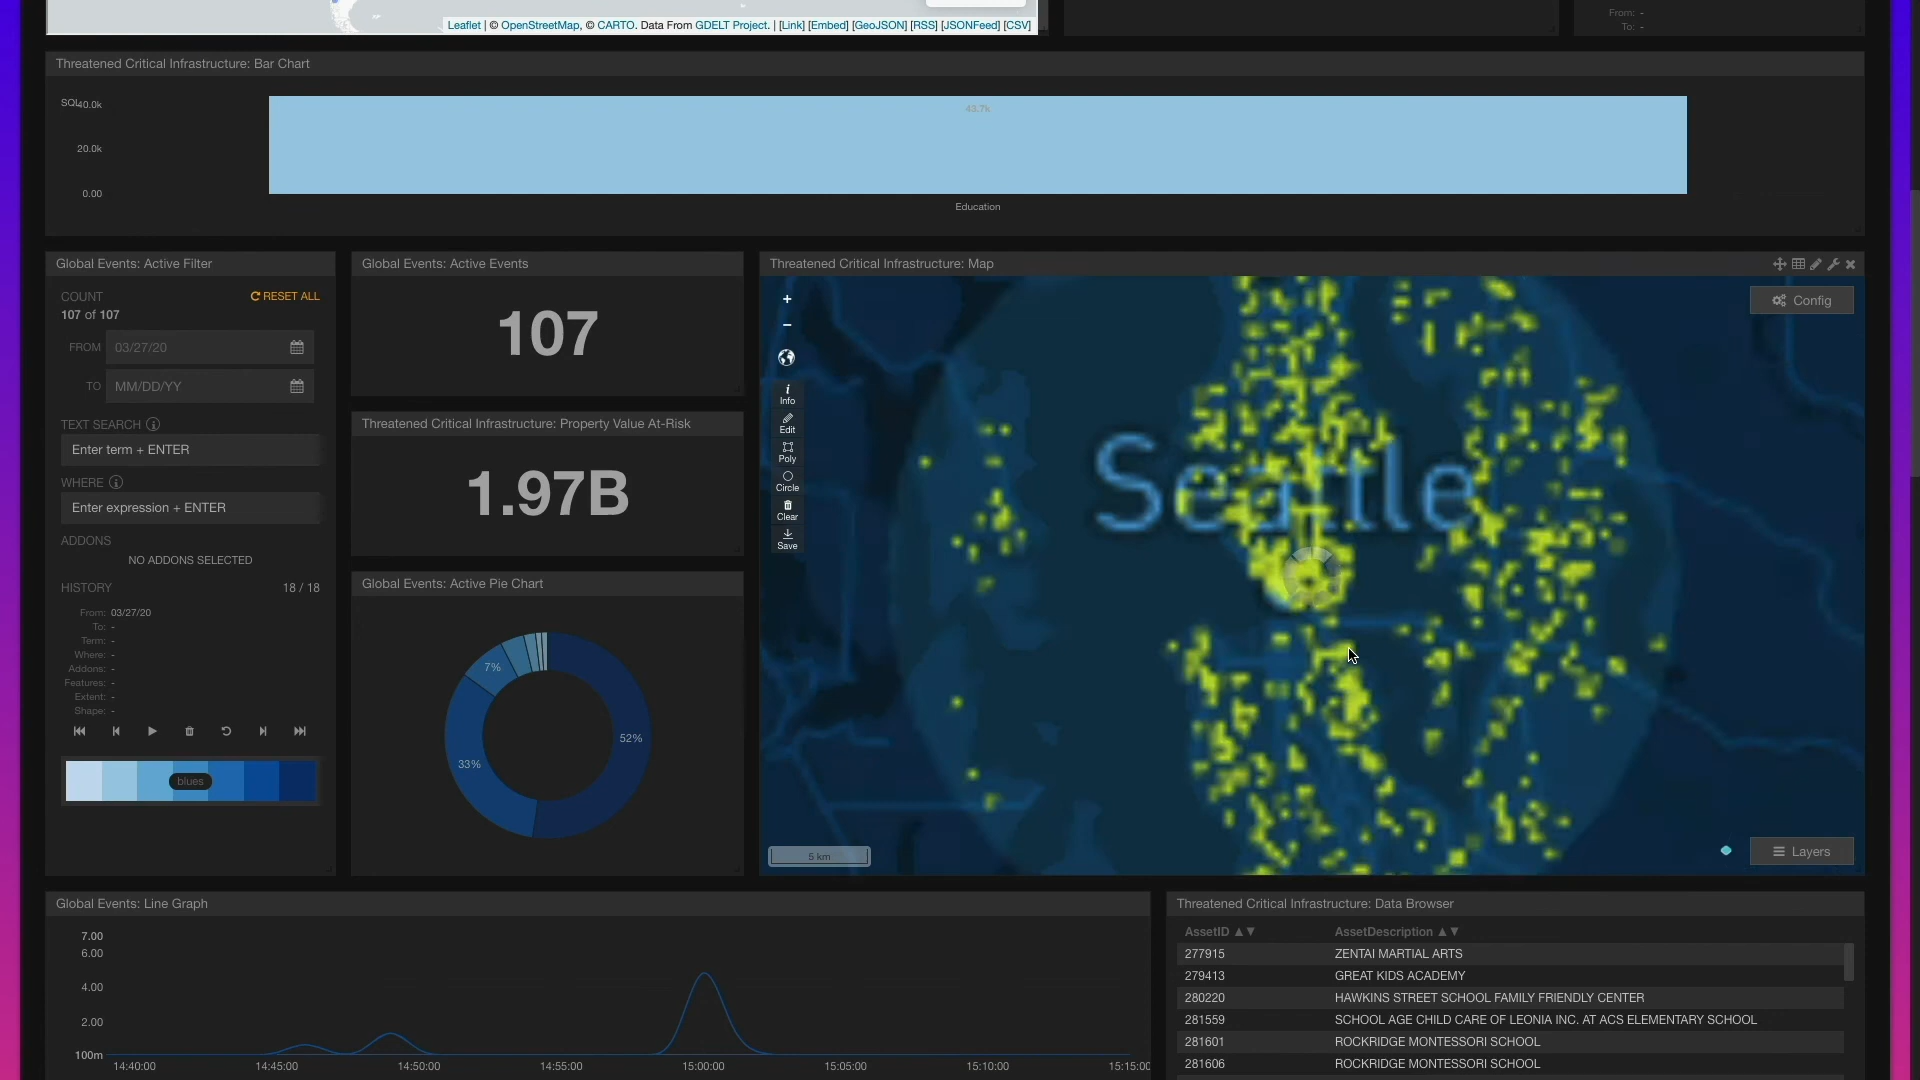 Leaflet | © OpenStreetMap, © CARTO. Data From GDELT Project. | [Link] [Embed] [GeoJSON] [RSS] [JSONFeed] [CSV]
From: -
To: -
Threatened Critical Infrastructure: Bar Chart
SQL
40.0k
43.7k
20.0k
0.00
Education
Global Events: Active Filter
COUNT
RESET ALL
107 of 107
FROM 03/27/20
TO MM/DD/YY
TEXT SEARCH
Enter term + ENTER
WHERE
Enter expression + ENTER
ADDONS
NO ADDONS SELECTED
HISTORY 18 / 18
From: 03/27/20
To: -
Term: -
Where: -
Addons: -
Features: -
Extent: -
Shape: -
blues
Global Events: Active Events
107
Threatened Critical Infrastructure: Property Value At-Risk
1.97B
Global Events: Active Pie Chart
7%
52%
33%
Threatened Critical Infrastructure: Map
+
−
Info
Edit
Poly
Circle
Clear
Save
Config
Seattle
5 km
Layers
Global Events: Line Graph
7.00
6.00
4.00
2.00
100m
14:40:00 14:45:00 14:50:00 14:55:00 15:00:00 15:05:00 15:10:00 15:15:00
Threatened Critical Infrastructure: Data Browser
AssetID ▲▼ AssetDescription ▲▼
277915 ZENTAI MARTIAL ARTS
279413 GREAT KIDS ACADEMY
280220 HAWKINS STREET SCHOOL FAMILY FRIENDLY CENTER
281559 SCHOOL AGE CHILD CARE OF LEONIA INC. AT ACS ELEMENTARY SCHOOL
281601 ROCKRIDGE MONTESSORI SCHOOL
281606 ROCKRIDGE MONTESSORI SCHOOL